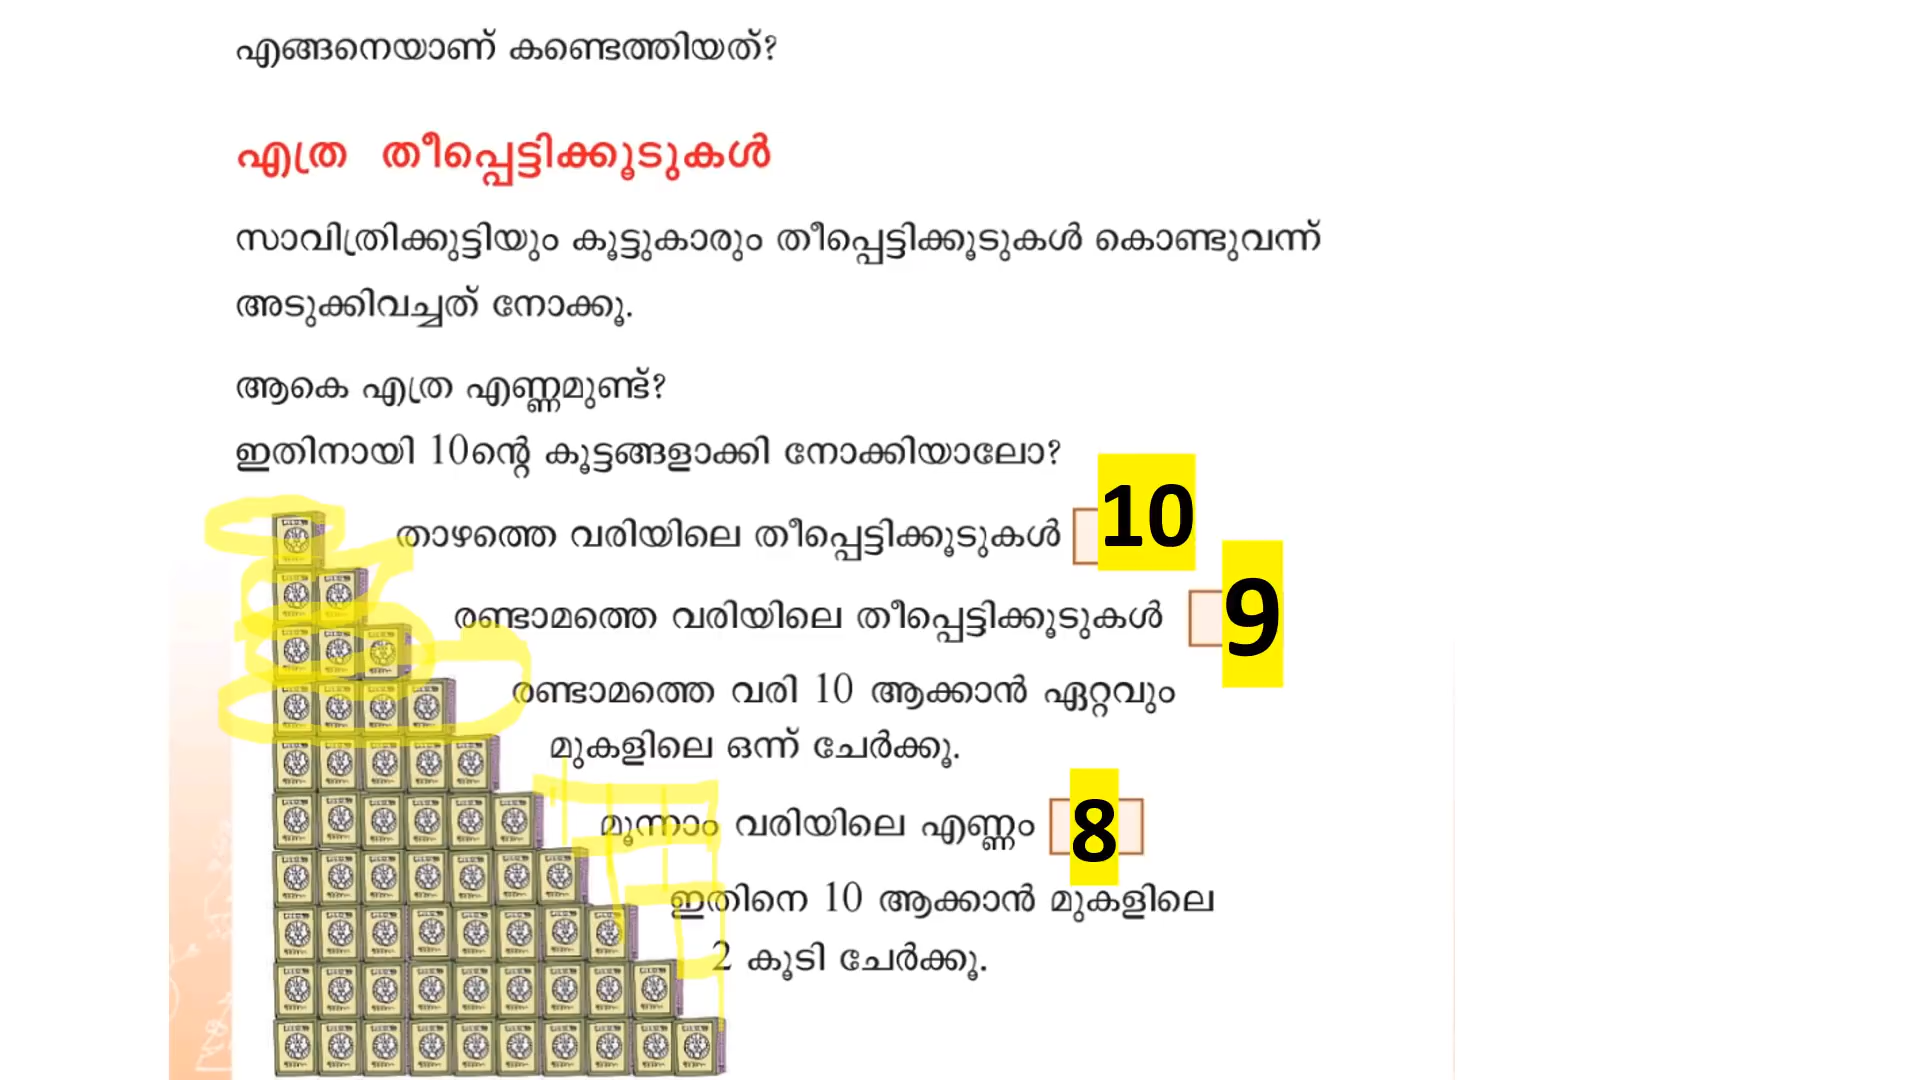 എങ്ങനെയാണ് കണ്ടെത്തിയത്?
എത്ര തീപ്പെട്ടിക്കൂടുകൾ
സാവിത്രിക്കുട്ടിയും കൂട്ടുകാരും തീപ്പെട്ടിക്കൂടുകൾ കൊണ്ടുവന്ന്
അടുക്കിവച്ചത് നോക്കൂ.
ആകെ എത്ര എണ്ണമുണ്ട്?
ഇതിനായി 10ന്റെ കൂട്ടങ്ങളാക്കി നോക്കിയാലോ?
താഴത്തെ വരിയിലെ തീപ്പെട്ടിക്കൂടുകൾ 10
രണ്ടാമത്തെ വരിയിലെ തീപ്പെട്ടിക്കൂടുകൾ 9
രണ്ടാമത്തെ വരി 10 ആക്കാൻ ഏറ്റവും
മുകളിലെ ഒന്ന് ചേർക്കൂ.
മൂന്നാം വരിയിലെ എണ്ണം 8
ഇതിനെ 10 ആക്കാൻ മുകളിലെ
2 കൂടി ചേർക്കൂ.